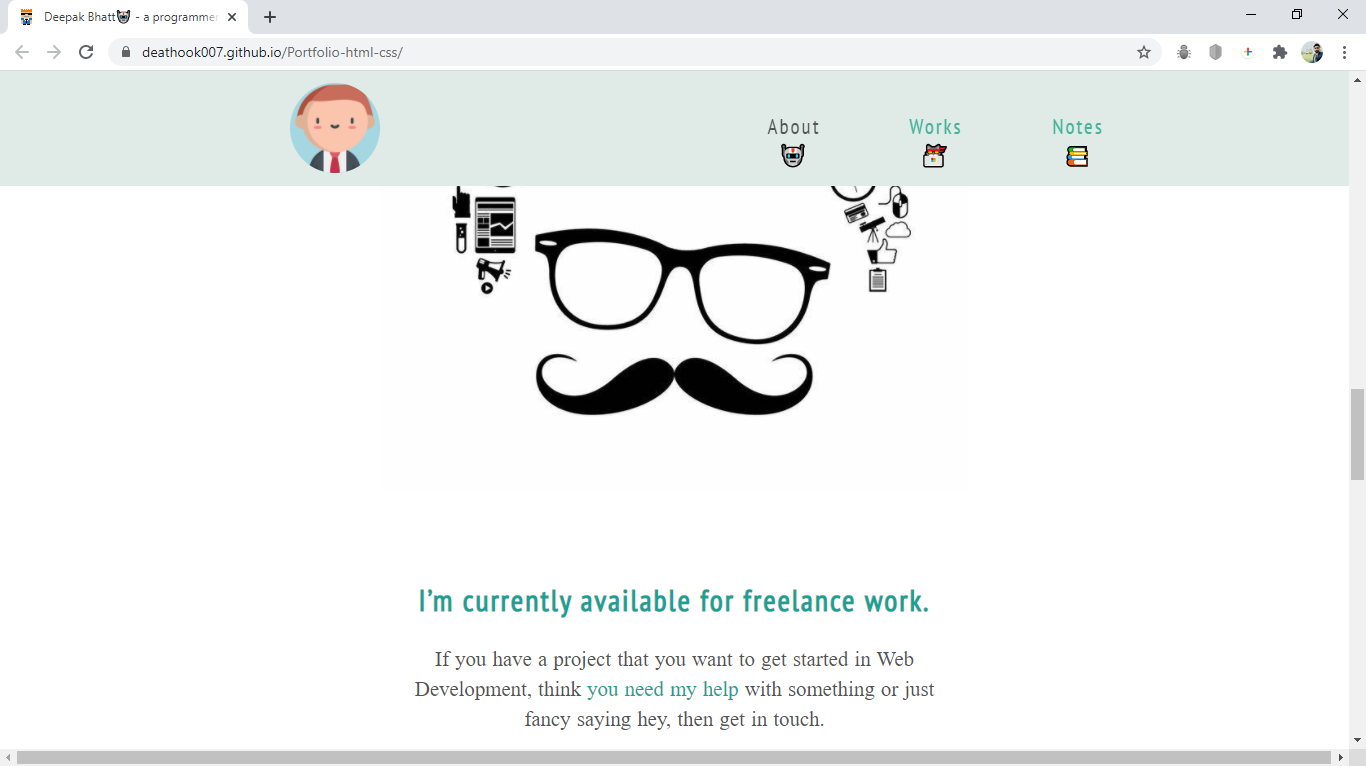 Deepak Bhatt - a programmer
deathook007.github.io/Portfolio-html-css/
About
Works
Notes
I’m currently available for freelance work.
If you have a project that you want to get started in Web
Development, think you need my help with something or just
fancy saying hey, then get in touch.